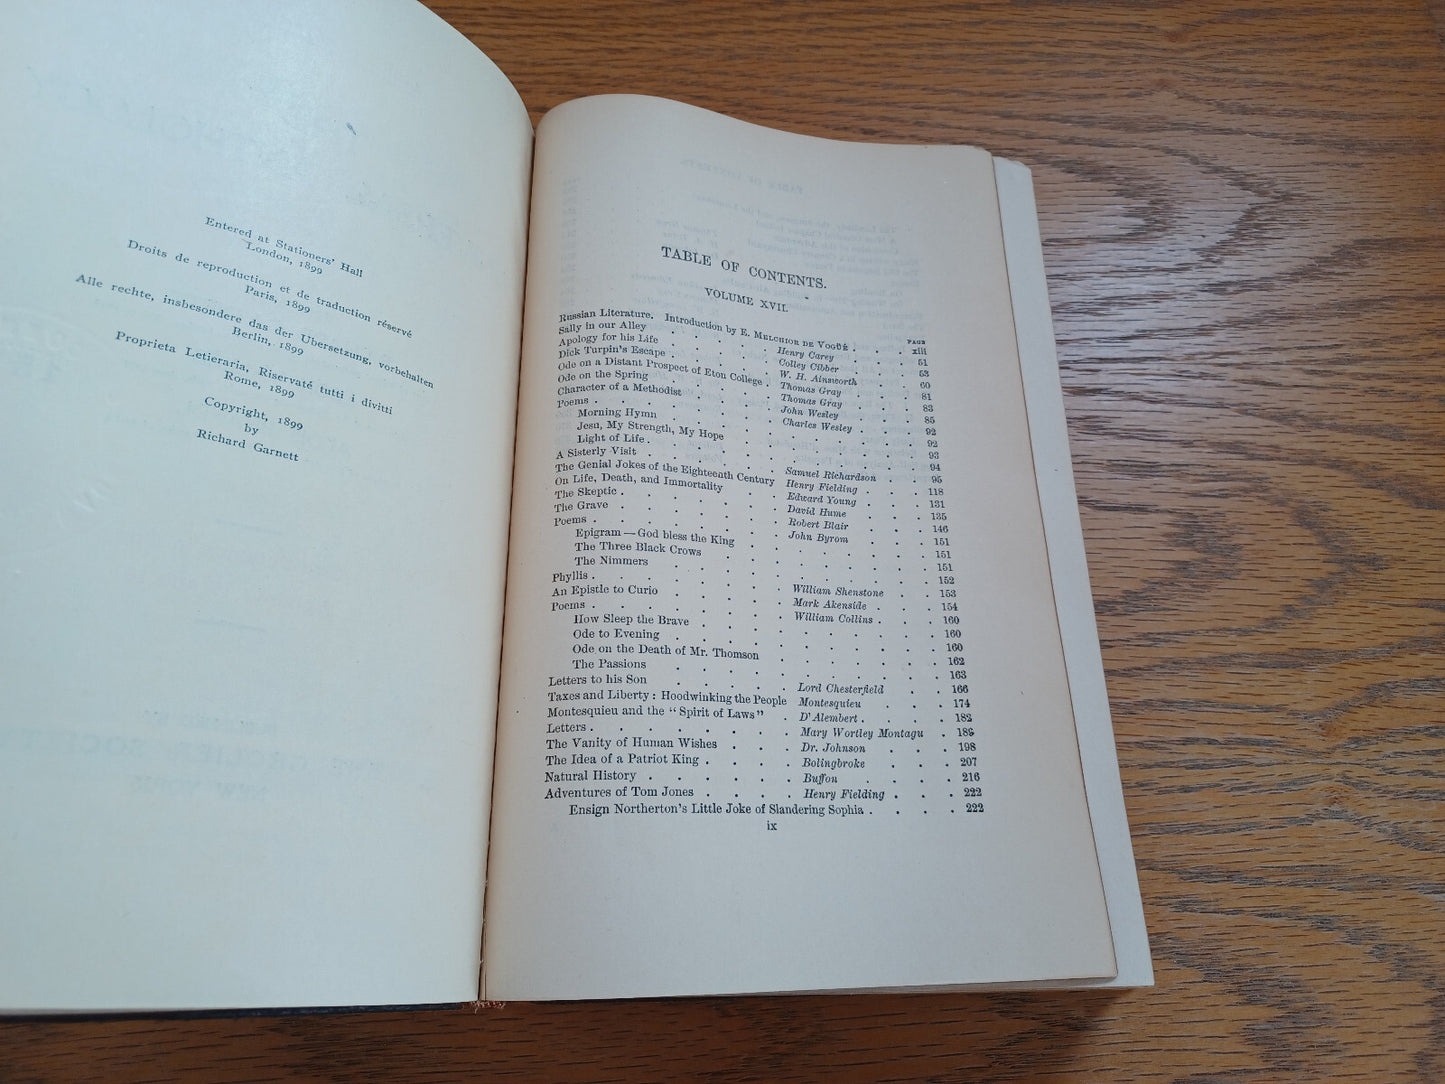 Entered at Stationers' Hall
London, 1899
Droits de reproduction et de traduction réservé
Paris, 1899
Alle rechte, insbesondere das der Übersetzung, vorbehalten
Berlin, 1899
Proprieta Letieraria, Riservaté tutti i divitti
Rome, 1899
Copyright, 1899
by
Richard Garnett
TABLE OF CONTENTS.
VOLUME XVII.
PAGE
Russian Literature. Introduction by E. MELCHIOR DE VOGÜÉ . . . xiii
Sally in our Alley . . . . . Henry Carey . . 51
Apology for his Life . . . . . Colley Cibber . . 53
Dick Turpin's Escape . . . . . W. H. Ainsworth . . 60
Ode on a Distant Prospect of Eton College . Thomas Gray . . . 81
Ode on the Spring . . . . . Thomas Gray . . . 83
Character of a Methodist . . . . John Wesley . . . 85
Poems . . . . . . . . Charles Wesley . . 92
Morning Hymn . . . . . . . . . . 92
Jesu, My Strength, My Hope . . . . . . . . 93
Light of Life . . . . . . . . . . . 94
A Sisterly Visit . . . . . . Samuel Richardson . . 95
The Genial Jokes of the Eighteenth Century Henry Fielding . . . 118
On Life, Death, and Immortality . . . Edward Young . . . 131
The Skeptic . . . . . . . David Hume . . . 135
The Grave . . . . . . . Robert Blair . . . 146
Poems . . . . . . . . John Byrom . . . 151
Epigram — God bless the King . . . . . . . . 151
The Three Black Crows . . . . . . . . . 151
The Nimmers . . . . . . . . . . . 152
Phyllis . . . . . . . . William Shenstone . . 153
An Epistle to Curio . . . . . Mark Akenside . . . 154
Poems . . . . . . . . William Collins . . . 160
How Sleep the Brave . . . . . . . . . . 160
Ode to Evening . . . . . . . . . . . 160
Ode on the Death of Mr. Thomson . . . . . . . 162
The Passions . . . . . . . . . . . 163
Letters to his Son . . . . . Lord Chesterfield . . 166
Taxes and Liberty : Hoodwinking the People Montesquieu . . . 174
Montesquieu and the "Spirit of Laws" . D'Alembert . . . . 182
Letters . . . . . . . . Mary Wortley Montagu . 186
The Vanity of Human Wishes . . . Dr. Johnson . . . 198
The Idea of a Patriot King . . . . Bolingbroke . . . 207
Natural History . . . . . . Buffon . . . . 216
Adventures of Tom Jones . . . . Henry Fielding . . . 222
Ensign Northerton's Little Joke of Slandering Sophia . . . . 222
ix